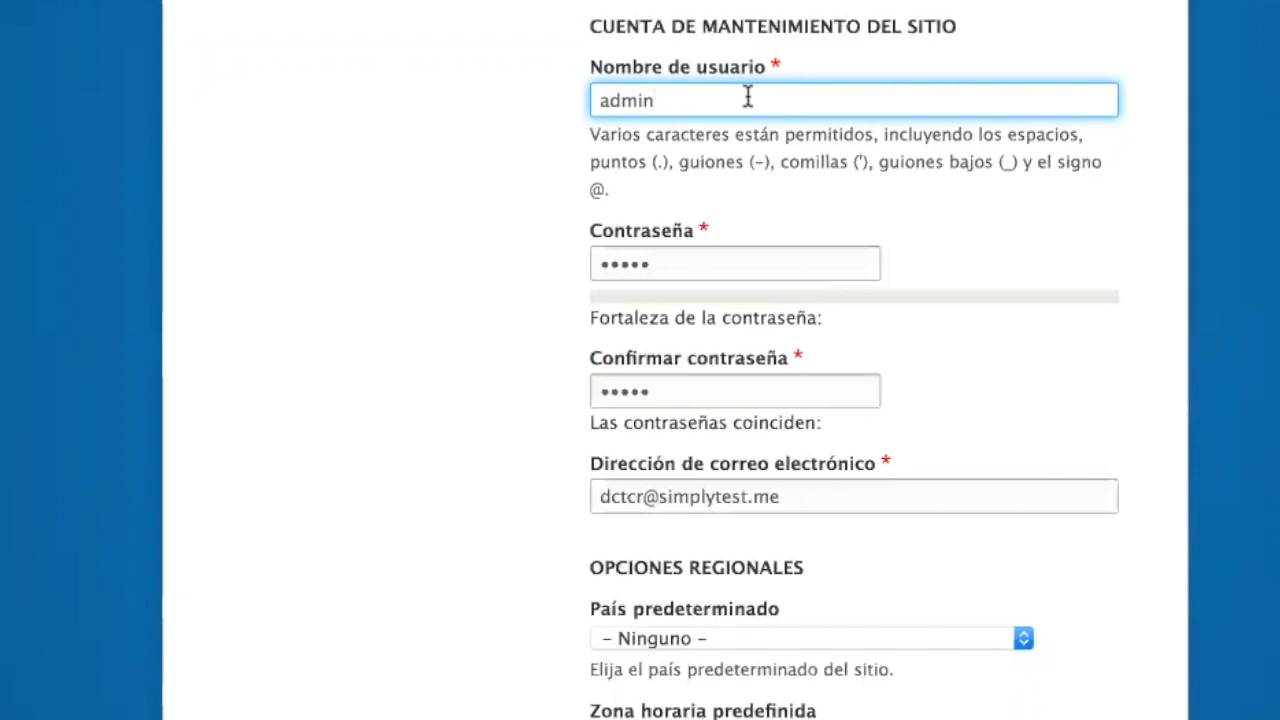 CUENTA DE MANTENIMIENTO DEL SITIO
Nombre de usuario *
admin
Varios caracteres están permitidos, incluyendo los espacios,
puntos (.), guiones (-), comillas ('), guiones bajos (_) y el signo
@.
Contraseña *
•••••
Fortaleza de la contraseña:
Confirmar contraseña *
•••••
Las contraseñas coinciden:
Dirección de correo electrónico *
dctcr@simplytest.me
OPCIONES REGIONALES
País predeterminado
- Ninguno -
Elija el país predeterminado del sitio.
Zona horaria predefinida